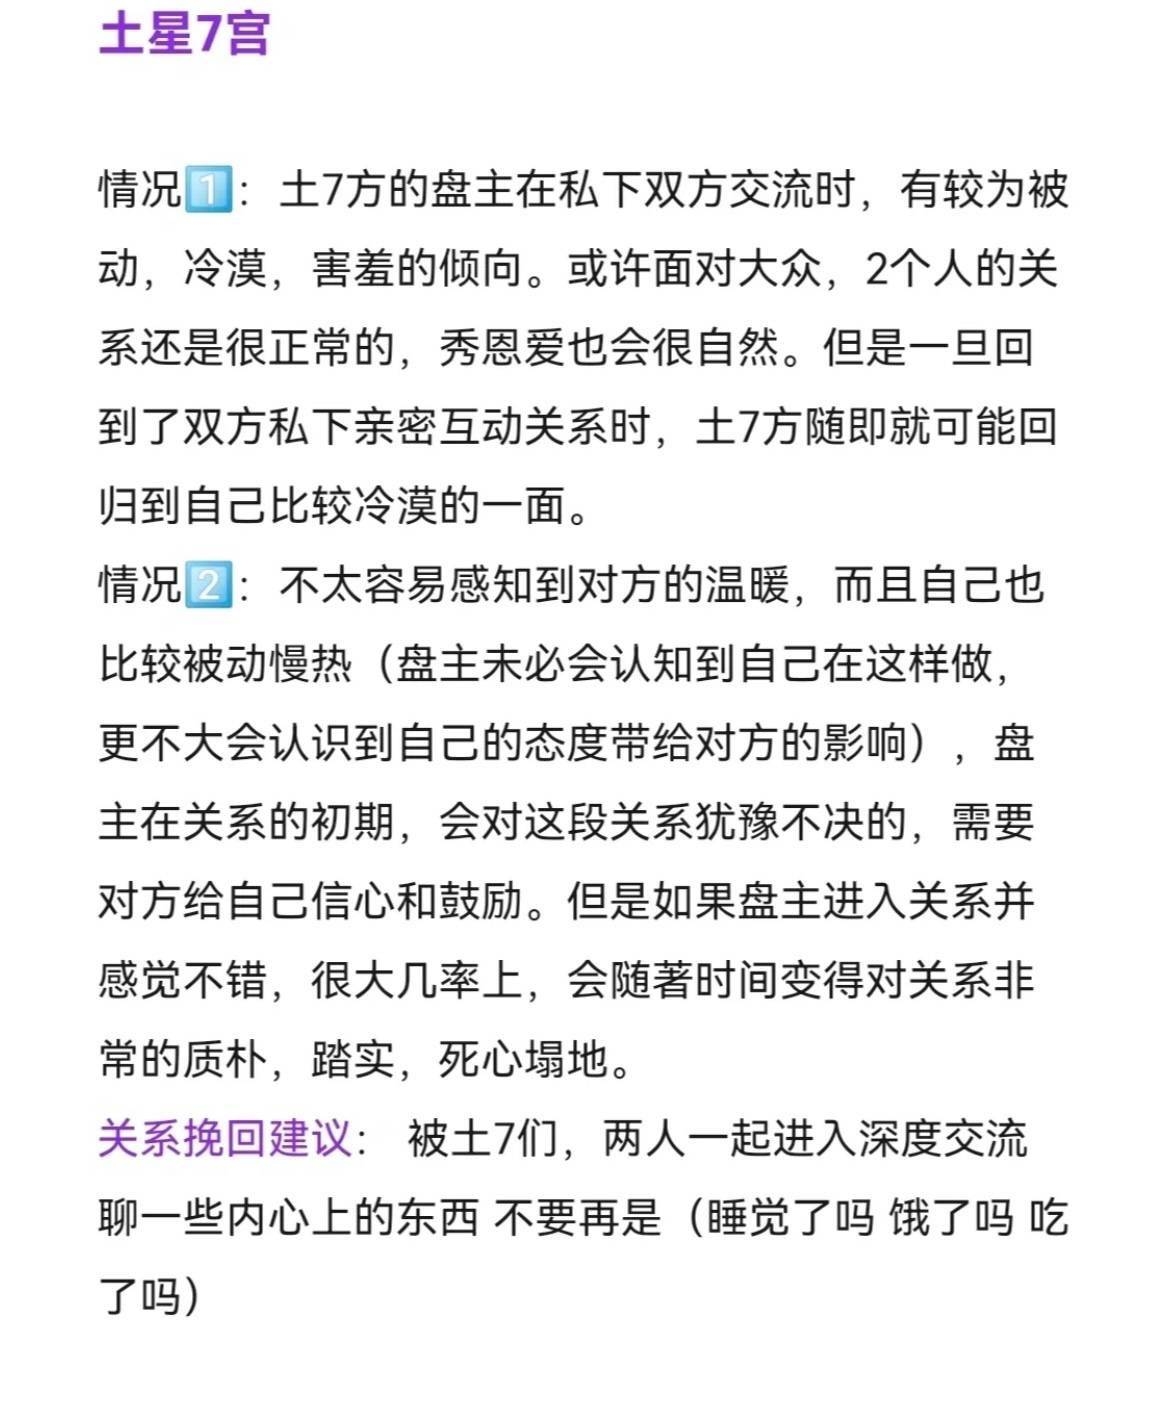 土星7宫
情况1️⃣：土7方的盘主在私下双方交流时，有较为被
动，冷漠，害羞的倾向。或许面对大众，2个人的关
系还是很正常的，秀恩爱也会很自然。但是一旦回
到了双方私下亲密互动关系时，土7方随即就可能回
归到自己比较冷漠的一面。
情况2️⃣：不太容易感知到对方的温暖，而且自己也
比较被动慢热（盘主未必会认知到自己在这样做，
更不大会认识到自己的态度带给对方的影响），盘
主在关系的初期，会对这段关系犹豫不决的，需要
对方给自己信心和鼓励。但是如果盘主进入关系并
感觉不错，很大几率上，会随著时间变得对关系非
常的质朴，踏实，死心塌地。
关系挽回建议： 被土7们，两人一起进入深度交流
聊一些内心上的东西 不要再是（睡觉了吗 饿了吗 吃
了吗）